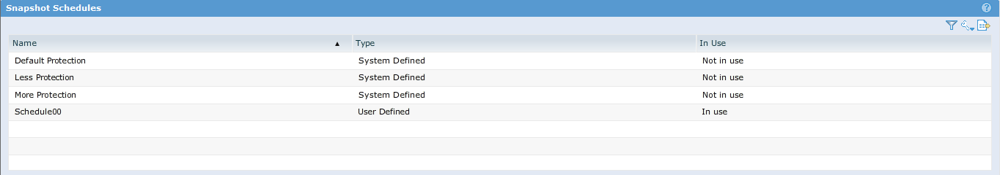 Snapshot Schedules
Name ▲ Type In Use
Default Protection System Defined Not in use
Less Protection System Defined Not in use
More Protection System Defined Not in use
Schedule00 User Defined In use